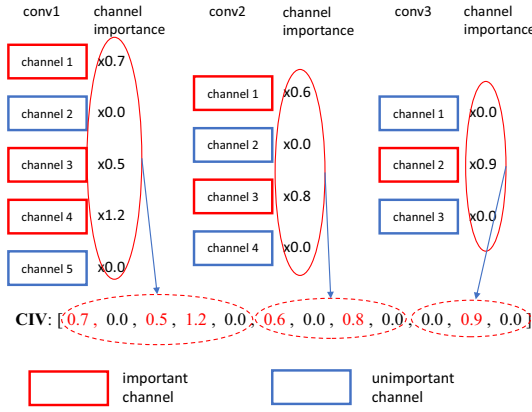 conv1 channel importance
channel 1 x0.7
channel 2 x0.0
channel 3 x0.5
channel 4 x1.2
channel 5 x0.0
conv2 channel importance
channel 1 x0.6
channel 2 x0.0
channel 3 x0.8
channel 4 x0.0
conv3 channel importance
channel 1 x0.0
channel 2 x0.9
channel 3 x0.0
CIV: [0.7, 0.0, 0.5, 1.2, 0.0, 0.6, 0.0, 0.8, 0.0, 0.0, 0.9, 0.0]
important channel
unimportant channel